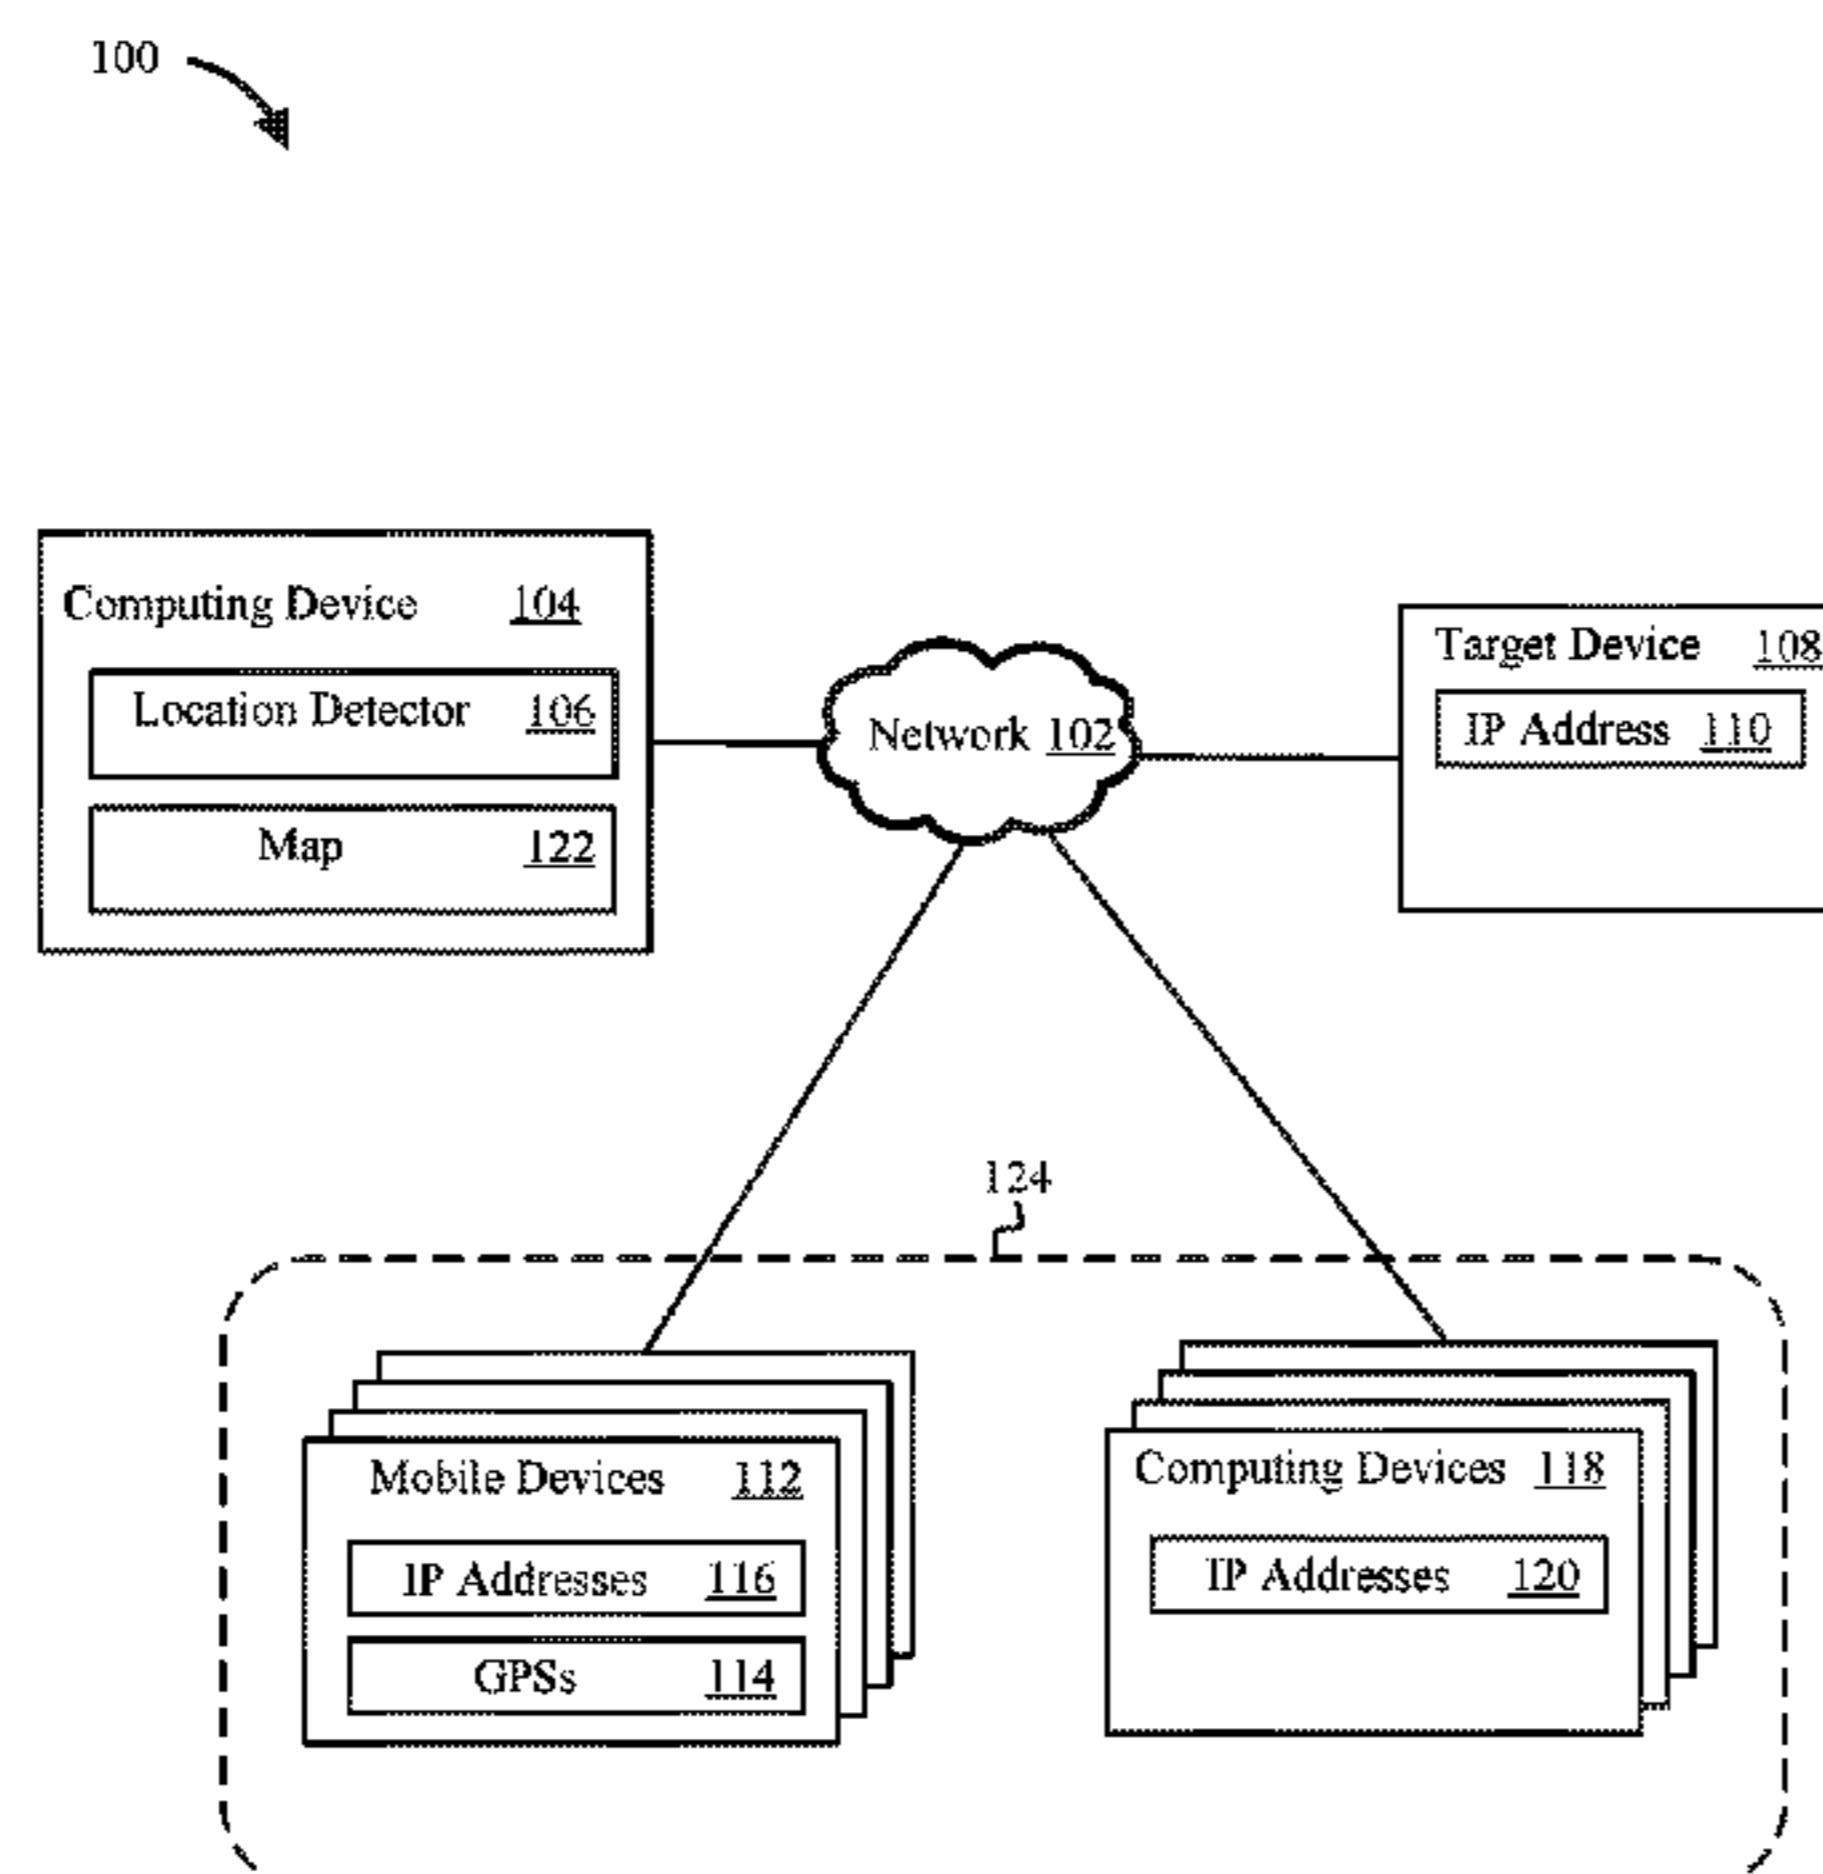 100
Computing Device 104
Location Detector 106
Map 122
Network 102
Target Device 108
IP Address 110
124
Mobile Devices 112
IP Addresses 116
GPSs 114
Computing Devices 118
IP Addresses 120